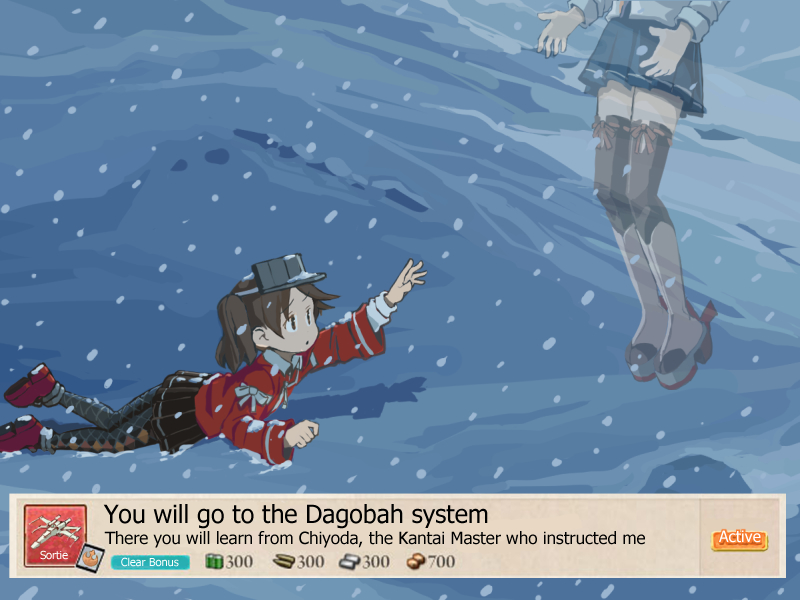 You will go to the Dagobah system
There you will learn from Chiyoda, the Kantai Master who instructed me
Active
Sortie
Clear Bonus 300 300 300 700